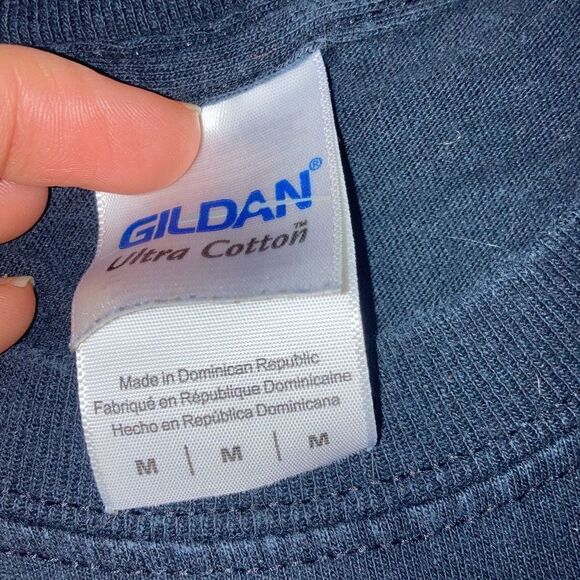 GILDAN®
Ultra Cotton™
Made in Dominican Republic
Fabriqué en République Dominicaine
Hecho en República Dominicana
M | M | M